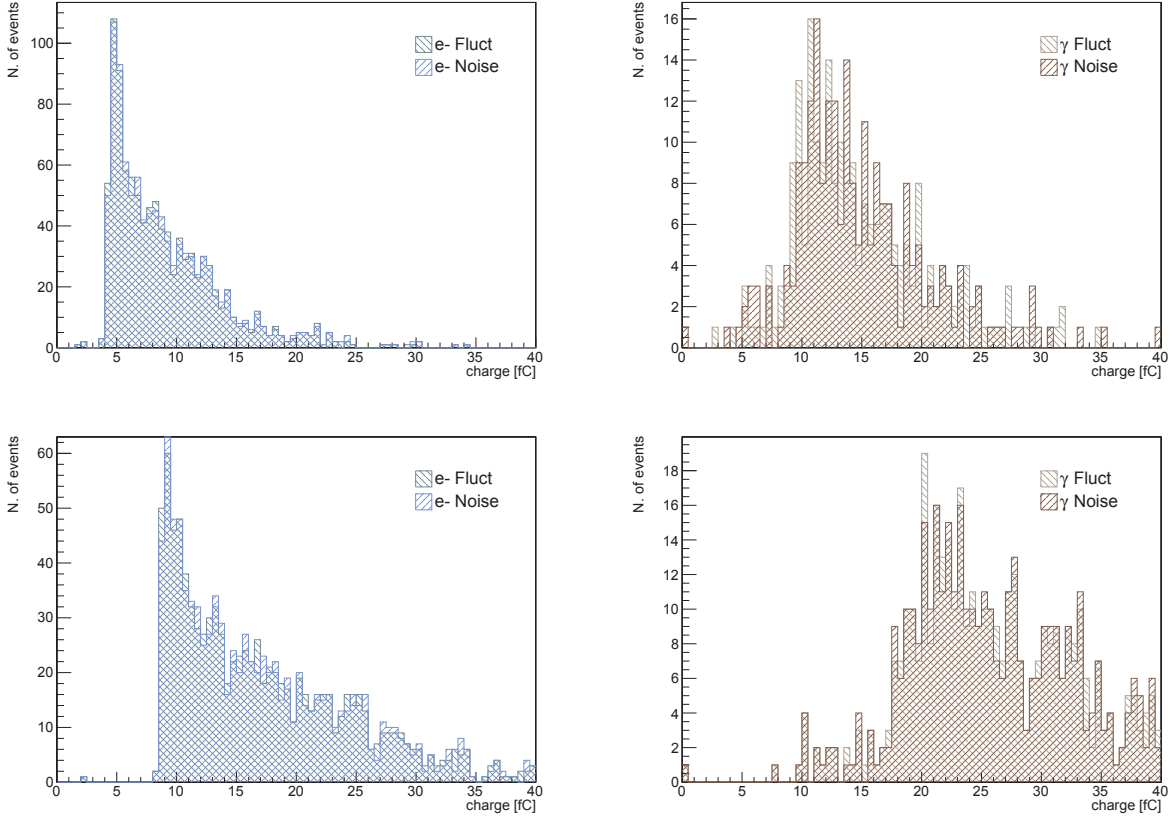 N. of events
100
80
60
40
20
0
e- Fluct
e- Noise
0 5 10 15 20 25 30 35 40
charge [fC]
N. of events
16
14
12
10
8
6
4
2
0
γ Fluct
γ Noise
0 5 10 15 20 25 30 35 40
charge [fC]
N. of events
60
50
40
30
20
10
0
e- Fluct
e- Noise
0 5 10 15 20 25 30 35 40
charge [fC]
N. of events
18
16
14
12
10
8
6
4
2
0
γ Fluct
γ Noise
0 5 10 15 20 25 30 35 40
charge [fC]